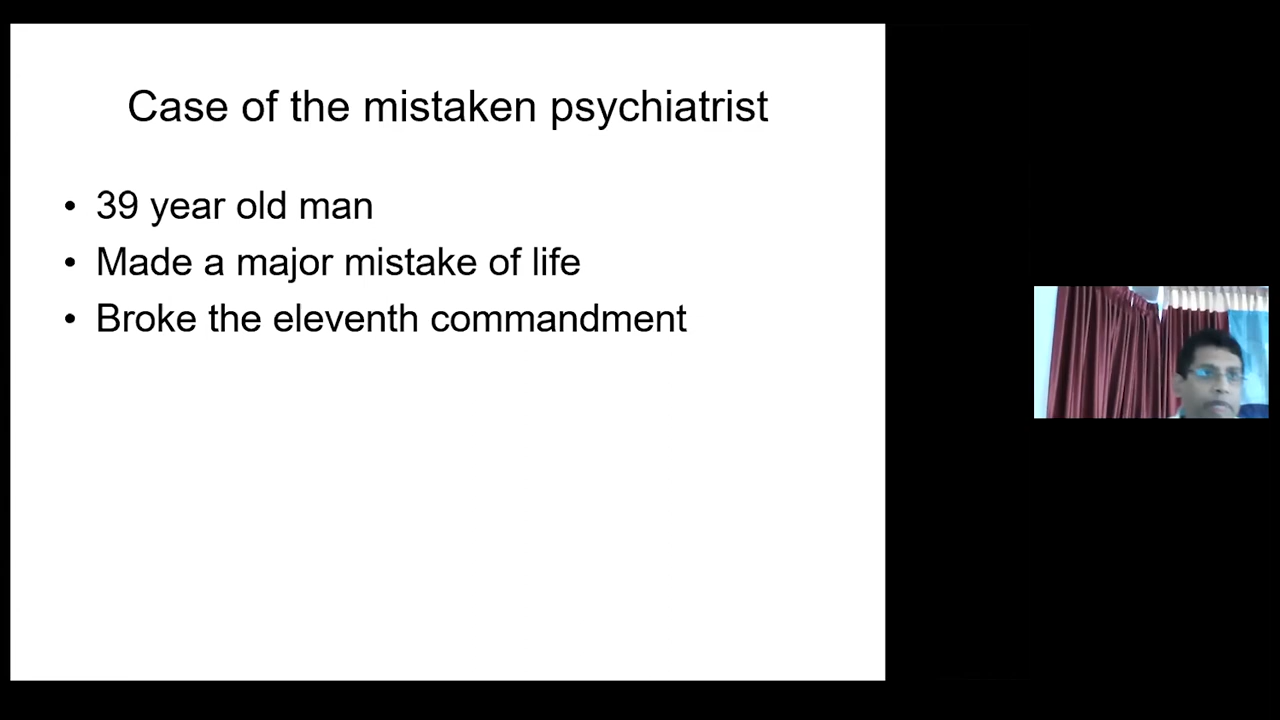 Case of the mistaken psychiatrist
• 39 year old man
• Made a major mistake of life
• Broke the eleventh commandment